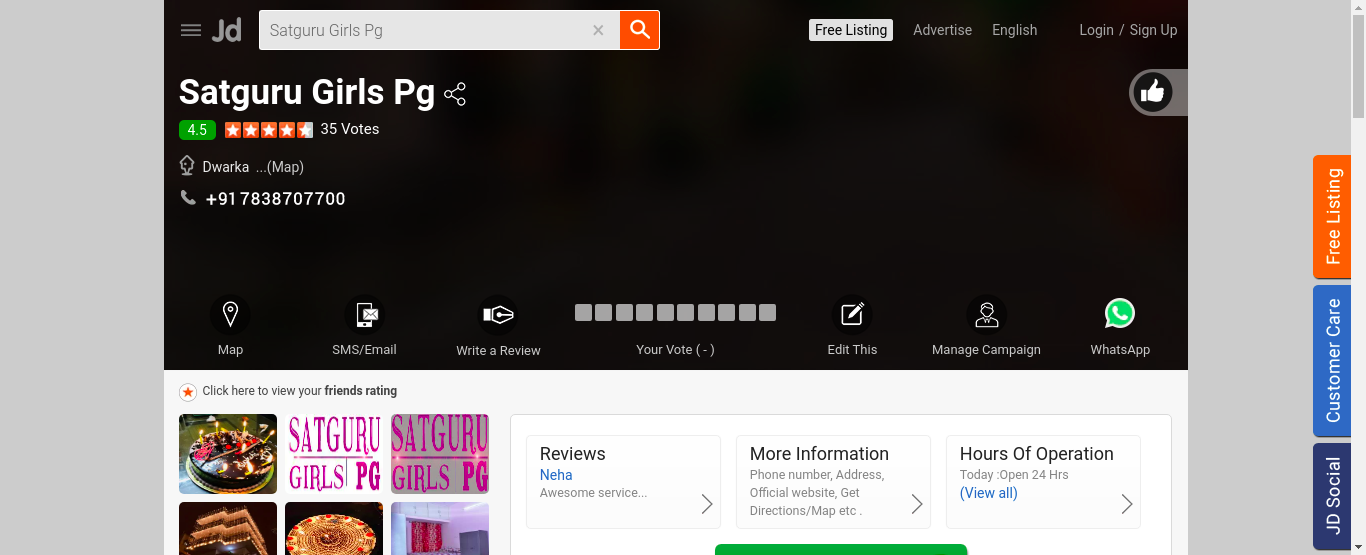 Jd
Satguru Girls Pg
Free Listing
Advertise
English
Login / Sign Up
Satguru Girls Pg
4.5
35 Votes
Dwarka ...(Map)
+917838707700
Map
SMS/Email
Write a Review
Your Vote ( - )
Edit This
Manage Campaign
WhatsApp
Free Listing
Customer Care
JD Social
Click here to view your friends rating
SATGURU
GIRLS PG
SATGURU
GIRLS PG
Reviews
Neha
Awesome service...
More Information
Phone number, Address,
Official website, Get
Directions/Map etc .
Hours Of Operation
Today :Open 24 Hrs
(View all)